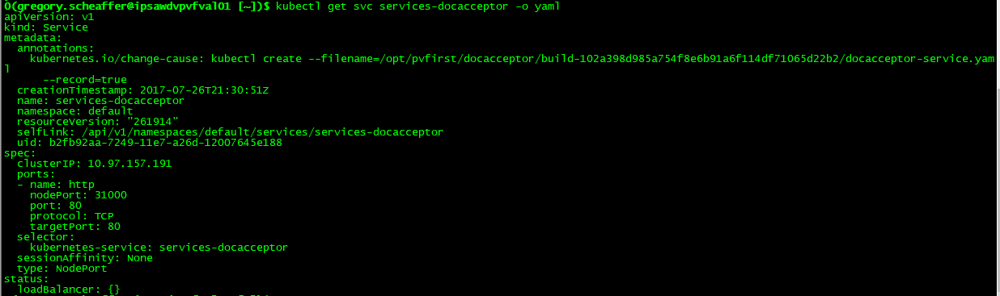 0(gregory.scheaffer@ipsawdvpvfval01 [~])$ kubectl get svc services-docacceptor -o yaml
apiVersion: v1
kind: Service
metadata:
  annotations:
    kubernetes.io/change-cause: kubectl create --filename=/opt/pvfirst/docacceptor/build-102a398d985a754f8e6b91a6f114df71065d22b2/docacceptor-service.yam
l
      --record=true
  creationTimestamp: 2017-07-26T21:30:51Z
  name: services-docacceptor
  namespace: default
  resourceVersion: "261914"
  selfLink: /api/v1/namespaces/default/services/services-docacceptor
  uid: b2fb92aa-7249-11e7-a26d-12007645e188
spec:
  clusterIP: 10.97.157.191
  ports:
  - name: http
    nodePort: 31000
    port: 80
    protocol: TCP
    targetPort: 80
  selector:
    kubernetes-service: services-docacceptor
  sessionAffinity: None
  type: NodePort
status:
  loadBalancer: {}